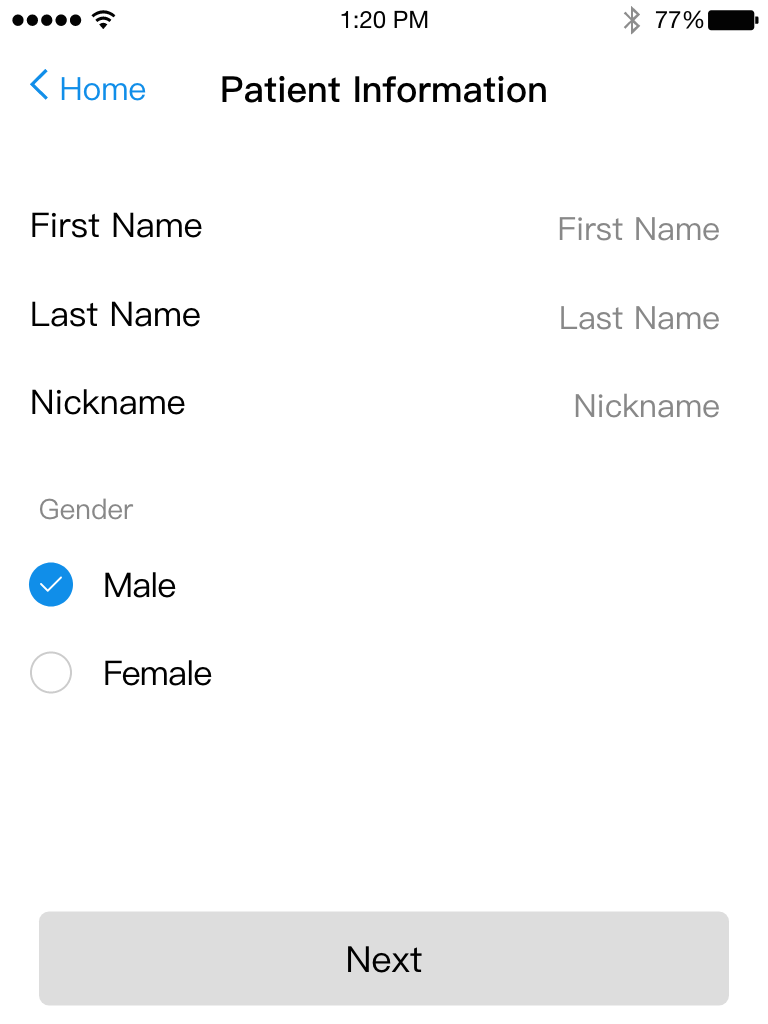 1:20 PM 77%
Home Patient Information
First Name First Name
Last Name Last Name
Nickname Nickname
Gender
Male
Female
Next